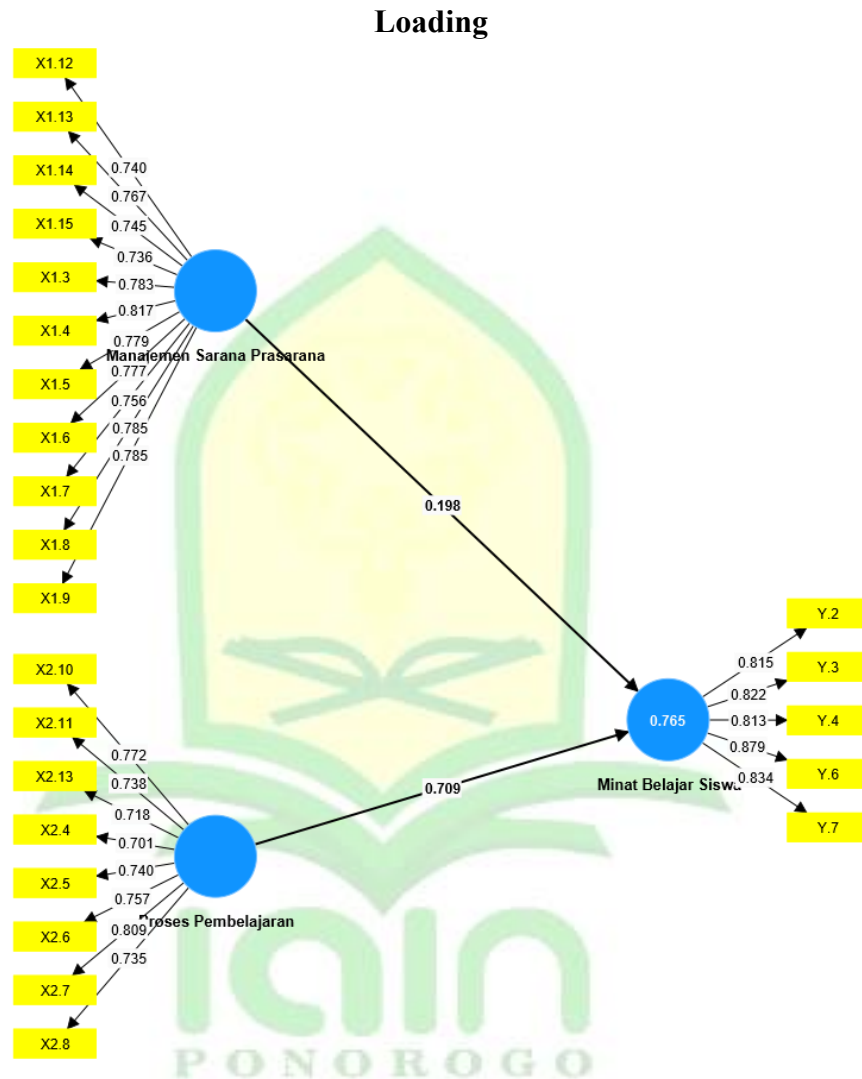 Loading
X1.12
X1.13
X1.14
X1.15
X1.3
X1.4
X1.5
X1.6
X1.7
X1.8
X1.9
0.740
0.767
0.745
0.736
0.783
0.817
0.779
0.777
0.756
0.785
0.785
Manajemen Sarana Prasarana
0.198
X2.10
X2.11
X2.13
X2.4
X2.5
X2.6
X2.7
X2.8
0.772
0.738
0.718
0.701
0.740
0.757
0.809
0.735
Proses Pembelajaran
0.709
0.765
Minat Belajar Siswa
0.815
0.822
0.813
0.879
0.834
Y.2
Y.3
Y.4
Y.6
Y.7
iain
PONOROGO